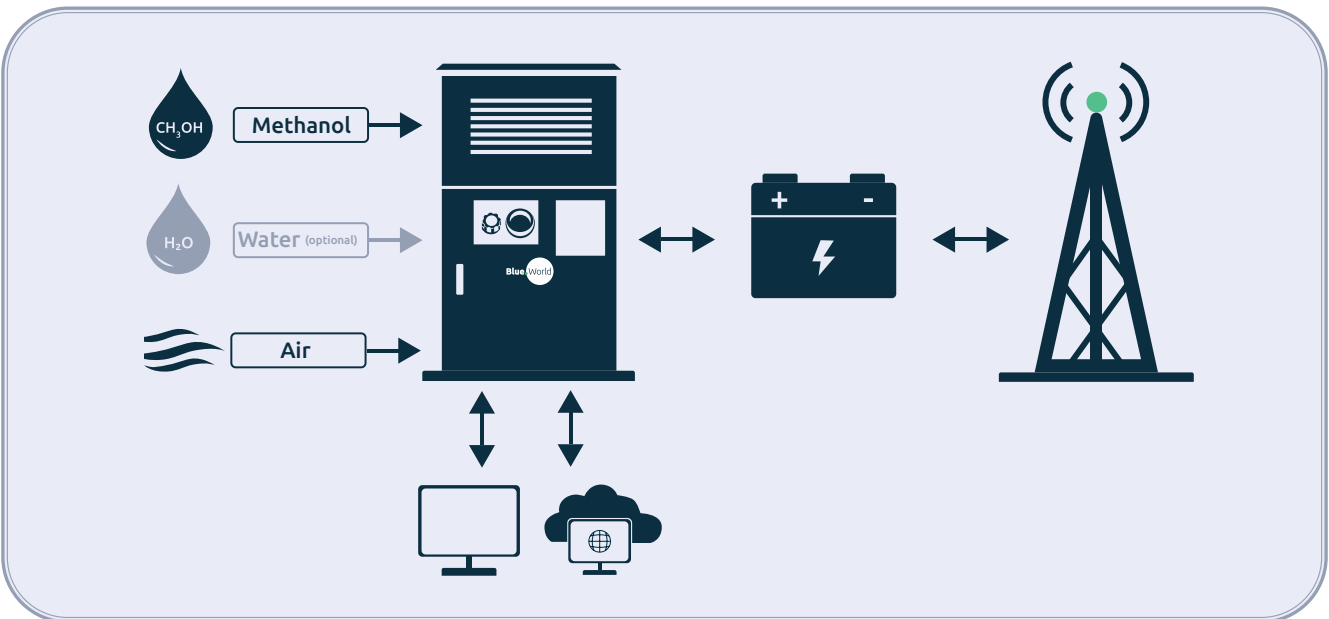 CH₃OH
Methanol
H₂O
Water (optional)
Air
Blue World
+ -